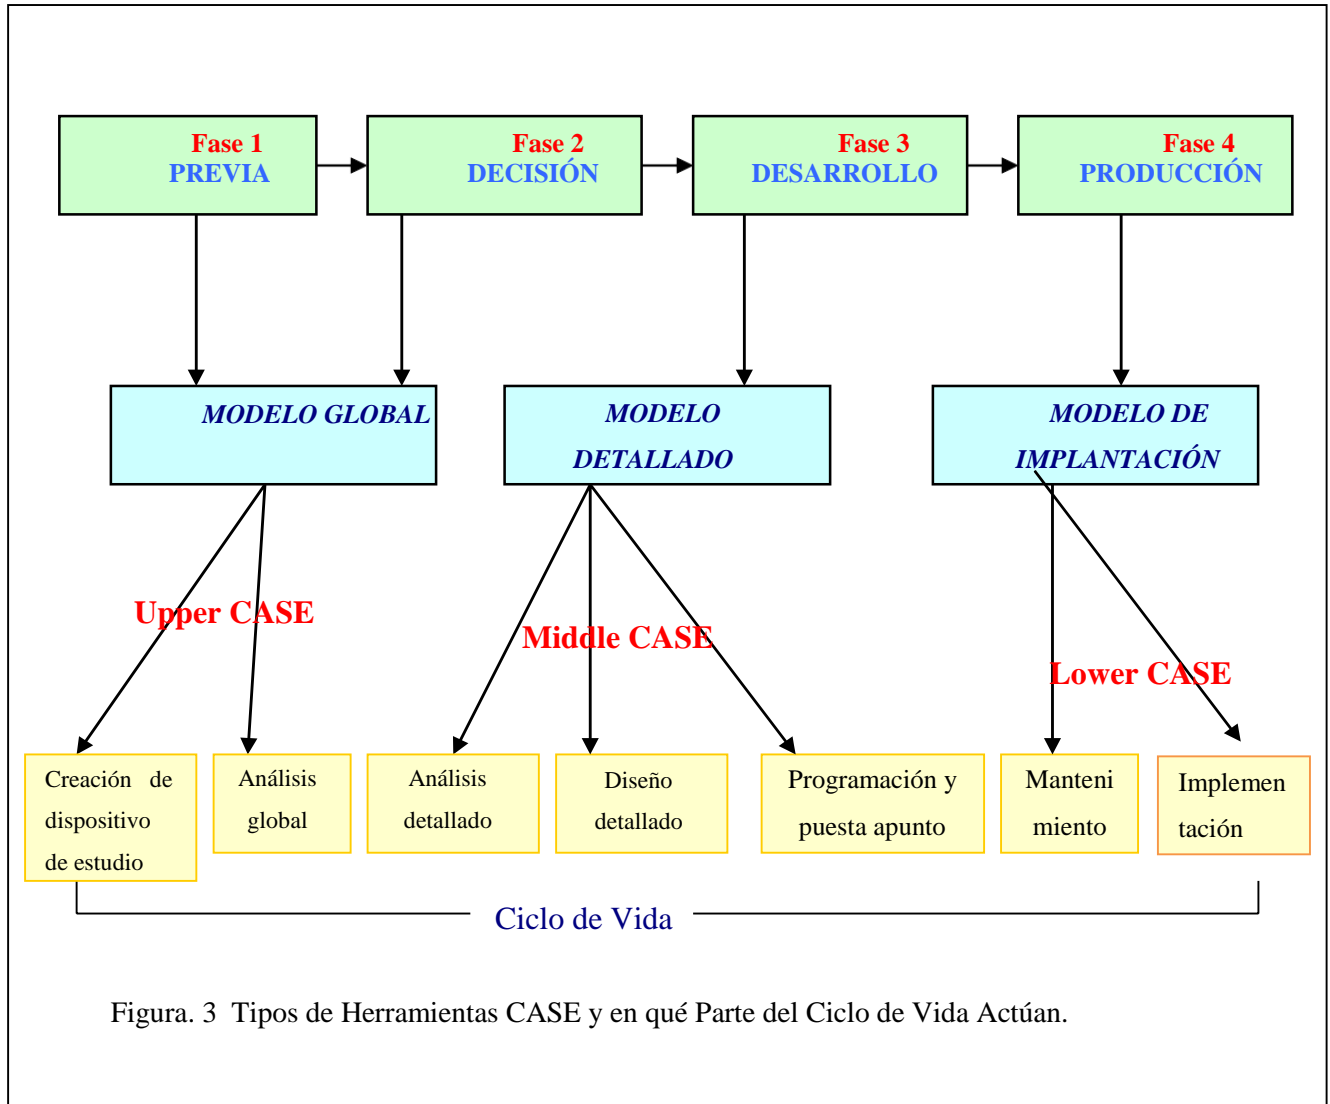 Fase 1
PREVIA
Fase 2
DECISIÓN
Fase 3
DESARROLLO
Fase 4
PRODUCCIÓN
MODELO GLOBAL
MODELO
DETALLADO
MODELO DE
IMPLANTACIÓN
Upper CASE
Middle CASE
Lower CASE
Creación de
dispositivo
de estudio
Análisis
global
Análisis
detallado
Diseño
detallado
Programación y
puesta apunto
Manteni
miento
Implemen
tación
Ciclo de Vida
Figura. 3 Tipos de Herramientas CASE y en qué Parte del Ciclo de Vida Actúan.